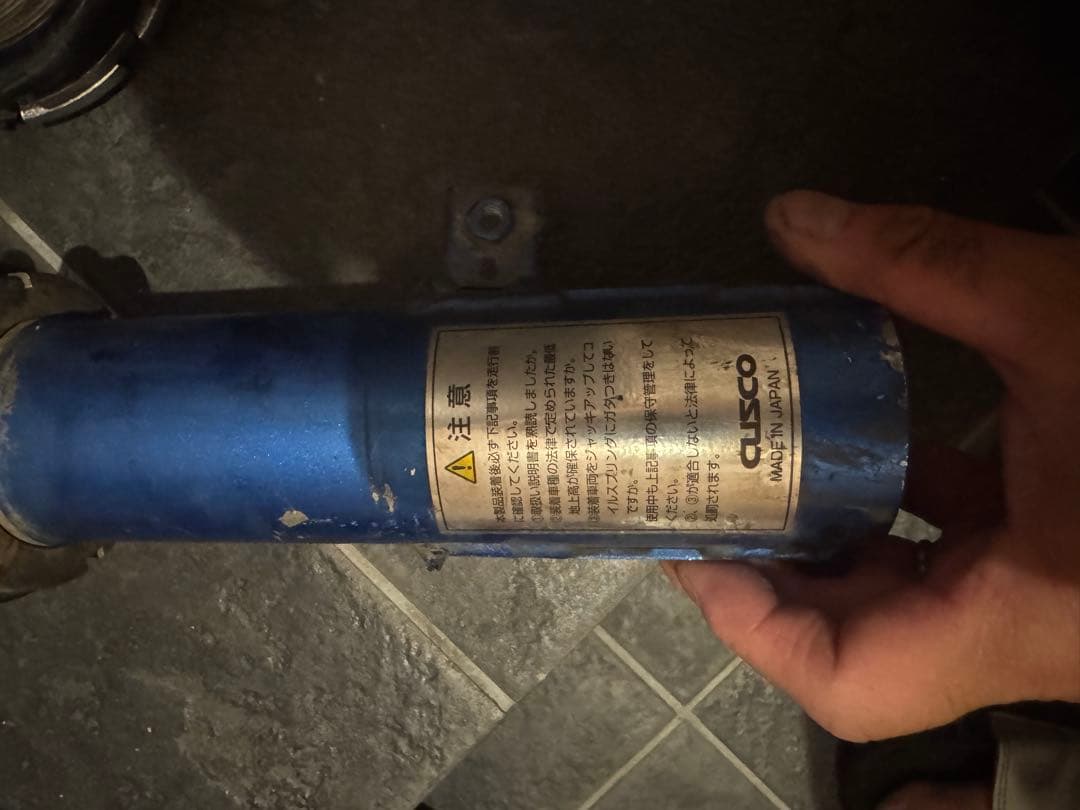 注意
本製品装着後必ず下記事項を走行前
に確認してください。
①取扱い説明書を熟読しましたか。
②装着車種の法律で定められた最低
地上高が確保されていますか。
③装着車両をジャッキアップしてコ
イルスプリングにガタつきはない
ですか。
使用中も上記事項の保守管理をして
ください。
②、③が適合しないと法律によって
処罰されます。
CUSCO
MADE IN JAPAN